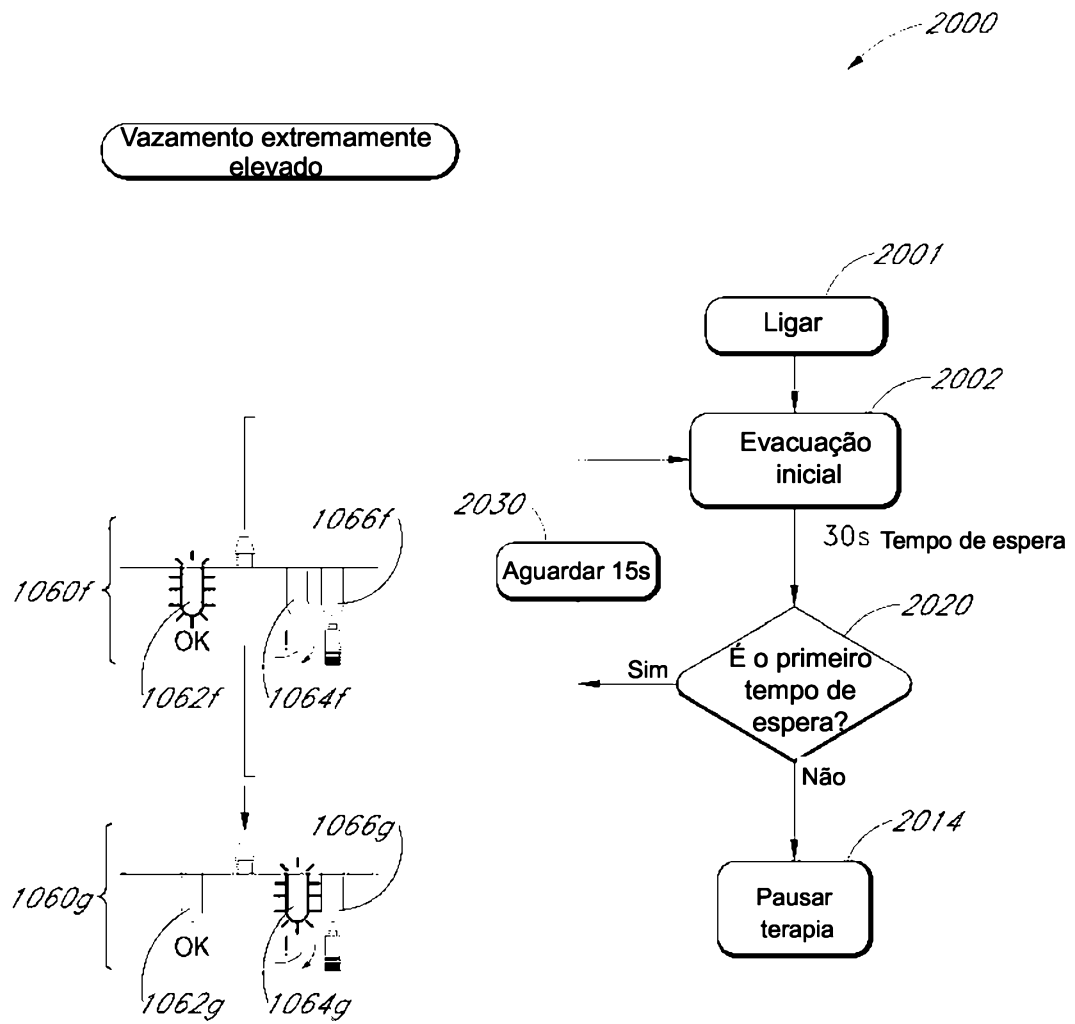 2000
Vazamento extremamente
elevado
2001
Ligar
2002
Evacuação
inicial
2030
Aguardar 15s
30s Tempo de espera
1066f
1060f
OK
!
1062f
1064f
2020
É o primeiro
tempo de
espera?
Sim
Não
1066g
1060g
OK
!
1062g
1064g
2014
Pausar
terapia